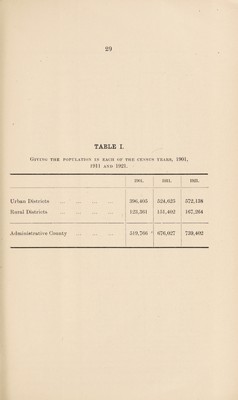 29
TABLE I.
GIVING THE POPULATION IN EACH OF THE CENSUS YEARS, 1901,
1911 AND 1921.
1901. 1911. 1921.
Urban Districts ... ... ... ... 396,405 524,625 572,138
Rural Districts ... ... ... ... 123,361 151,402 167,264
Administrative County ... ... ... 519,766 676,027 739,402